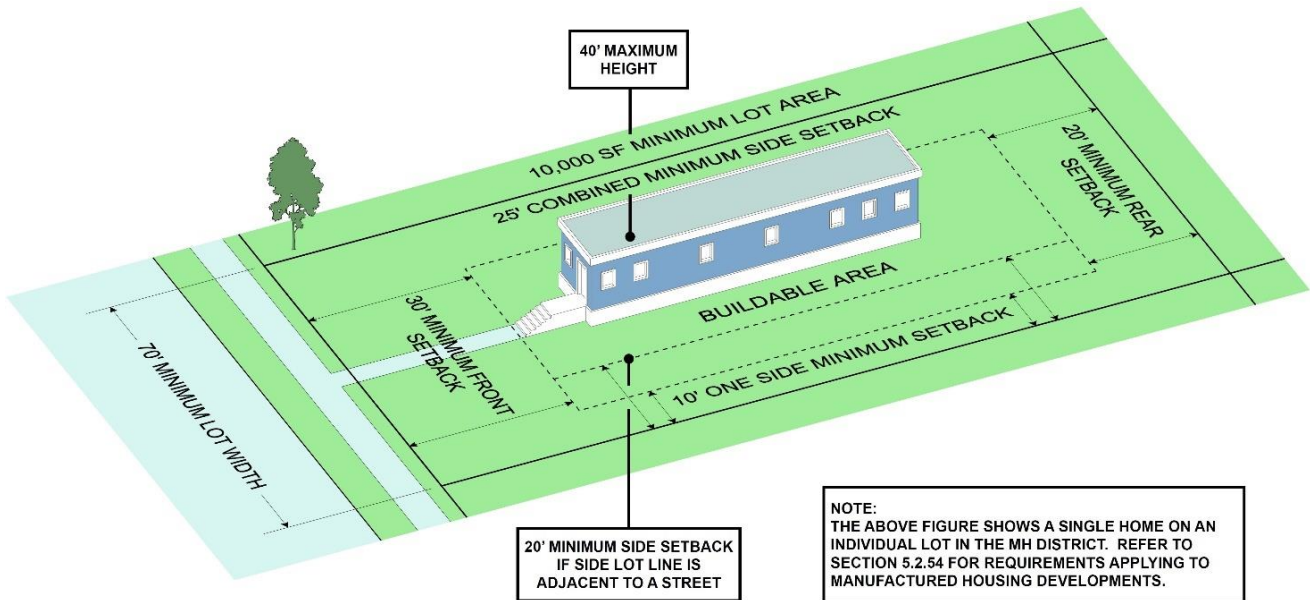 40' MAXIMUM
HEIGHT
10,000 SF MINIMUM LOT AREA
25' COMBINED MINIMUM SIDE SETBACK
20' MINIMUM REAR
SETBACK
BUILDABLE AREA
30' MINIMUM FRONT
SETBACK
10' ONE SIDE MINIMUM SETBACK
70' MINIMUM LOT WIDTH
20' MINIMUM SIDE SETBACK
IF SIDE LOT LINE IS
ADJACENT TO A STREET
NOTE:
THE ABOVE FIGURE SHOWS A SINGLE HOME ON AN
INDIVIDUAL LOT IN THE MH DISTRICT. REFER TO
SECTION 5.2.54 FOR REQUIREMENTS APPLYING TO
MANUFACTURED HOUSING DEVELOPMENTS.